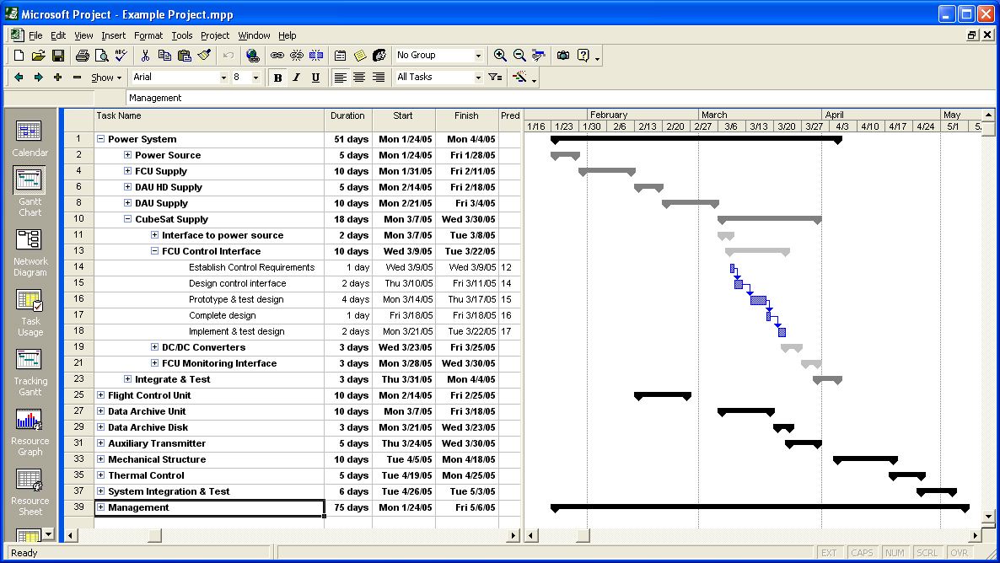 Microsoft Project - Example Project.mpp
File Edit View Insert Format Tools Project Window Help
ABC No Group
Show Arial 8 B I U All Tasks
Management
Task Name Duration Start Finish Pred
February March April May
1/16 1/23 1/30 2/6 2/13 2/20 2/27 3/6 3/13 3/20 3/27 4/3 4/10 4/17 4/24 5/1 5/
1 Power System 51 days Mon 1/24/05 Mon 4/4/05
2 Power Source 5 days Mon 1/24/05 Fri 1/28/05
4 FCU Supply 10 days Mon 1/31/05 Fri 2/11/05
6 DAU HD Supply 5 days Mon 2/14/05 Fri 2/18/05
8 DAU Supply 10 days Mon 2/21/05 Fri 3/4/05
10 CubeSat Supply 18 days Mon 3/7/05 Wed 3/30/05
11 Interface to power source 2 days Mon 3/7/05 Tue 3/8/05
13 FCU Control Interface 10 days Wed 3/9/05 Tue 3/22/05
14 Establish Control Requirements 1 day Wed 3/9/05 Wed 3/9/05 12
15 Design control interface 2 days Thu 3/10/05 Fri 3/11/05 14
16 Prototype & test design 4 days Mon 3/14/05 Thu 3/17/05 15
17 Complete design 1 day Fri 3/18/05 Fri 3/18/05 16
18 Implement & test design 2 days Mon 3/21/05 Tue 3/22/05 17
19 DC/DC Converters 3 days Wed 3/23/05 Fri 3/25/05
21 FCU Monitoring Interface 3 days Mon 3/28/05 Wed 3/30/05
23 Integrate & Test 3 days Thu 3/31/05 Mon 4/4/05
25 Flight Control Unit 10 days Mon 2/14/05 Fri 2/25/05
27 Data Archive Unit 10 days Mon 3/7/05 Fri 3/18/05
29 Data Archive Disk 3 days Mon 3/21/05 Wed 3/23/05
31 Auxiliary Transmitter 5 days Thu 3/24/05 Wed 3/30/05
33 Mechanical Structure 10 days Tue 4/5/05 Mon 4/18/05
35 Thermal Control 5 days Tue 4/19/05 Mon 4/25/05
37 System Integration & Test 6 days Tue 4/26/05 Tue 5/3/05
39 Management 75 days Mon 1/24/05 Fri 5/6/05
Calendar
Gantt
Chart
Network
Diagram
Task
Usage
Tracking
Gantt
Resource
Graph
Resource
Sheet
Ready EXT CAPS NUM SCRL OVR